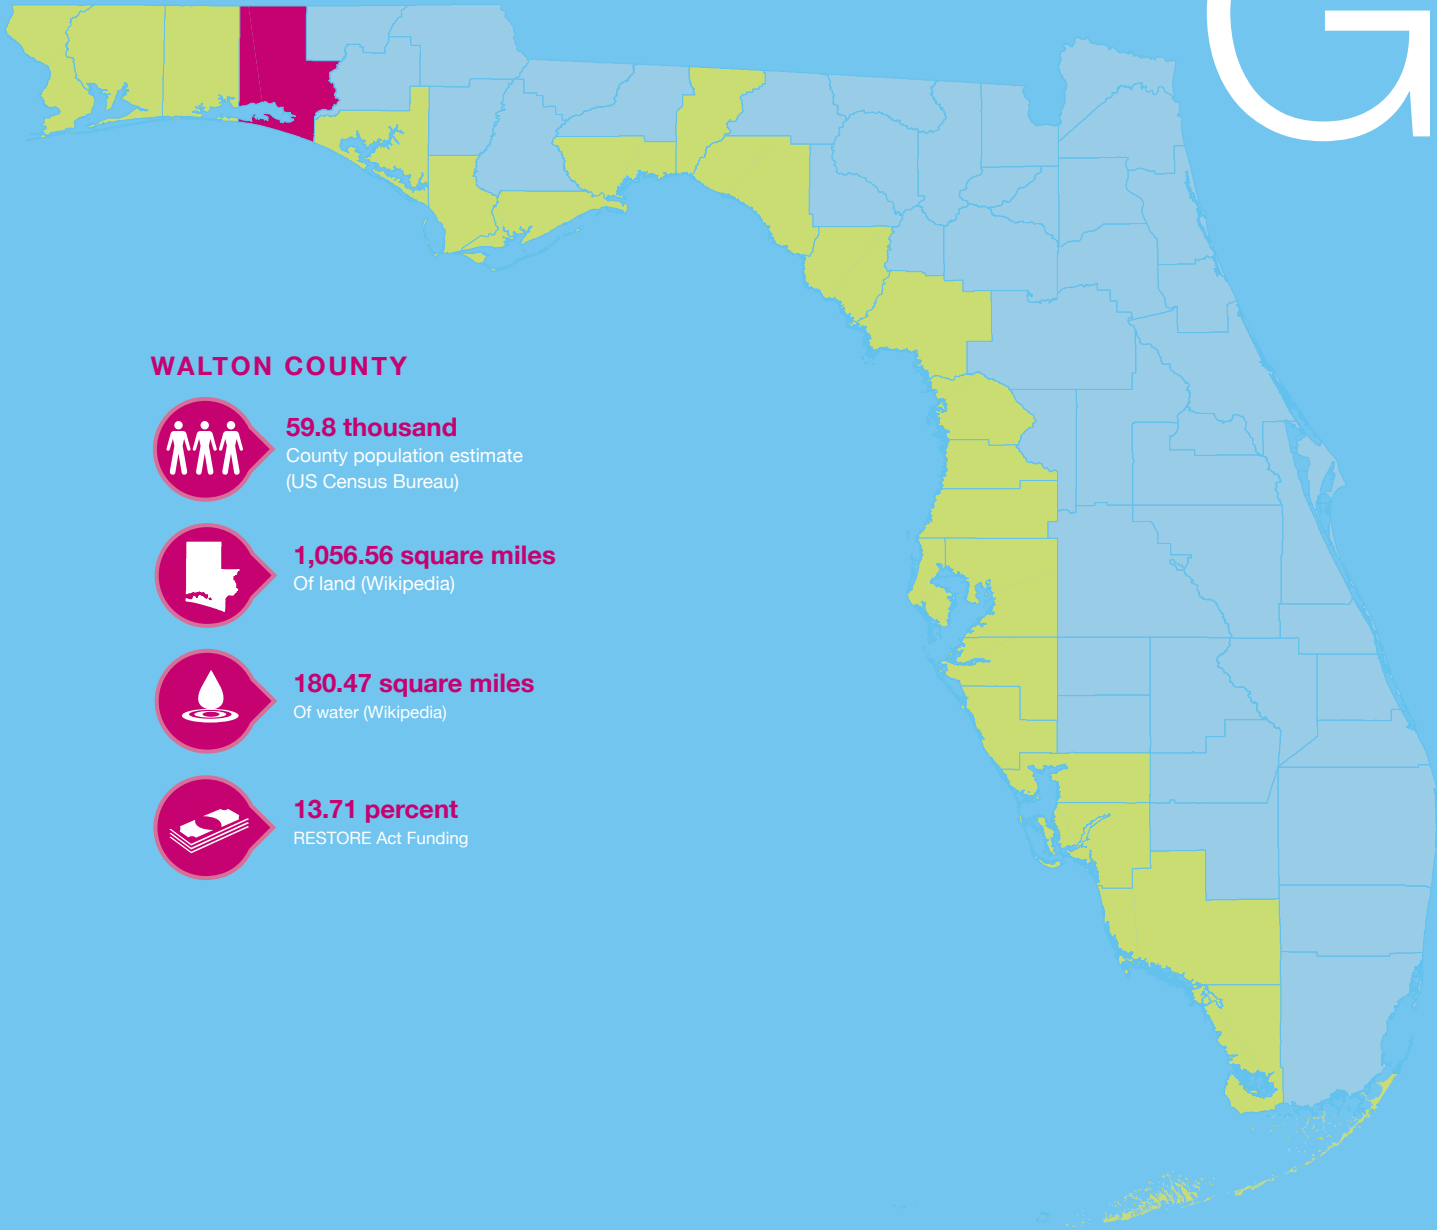 G
WALTON COUNTY
59.8 thousand
County population estimate
(US Census Bureau)
1,056.56 square miles
Of land (Wikipedia)
180.47 square miles
Of water (Wikipedia)
13.71 percent
RESTORE Act Funding